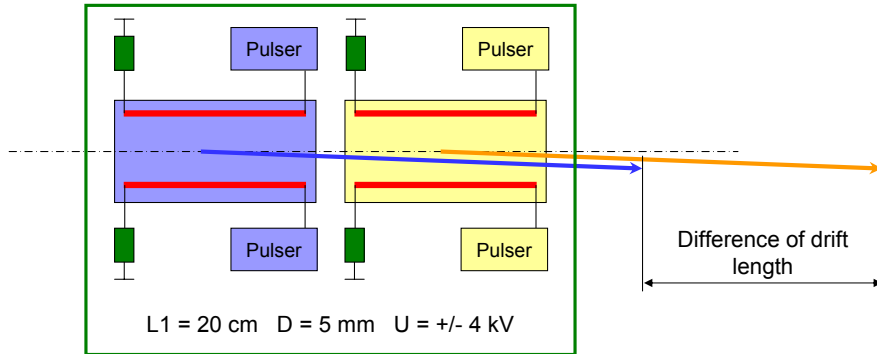 Pulser
Pulser
Pulser
Pulser
Difference of drift
length
L1 = 20 cm D = 5 mm U = +/- 4 kV